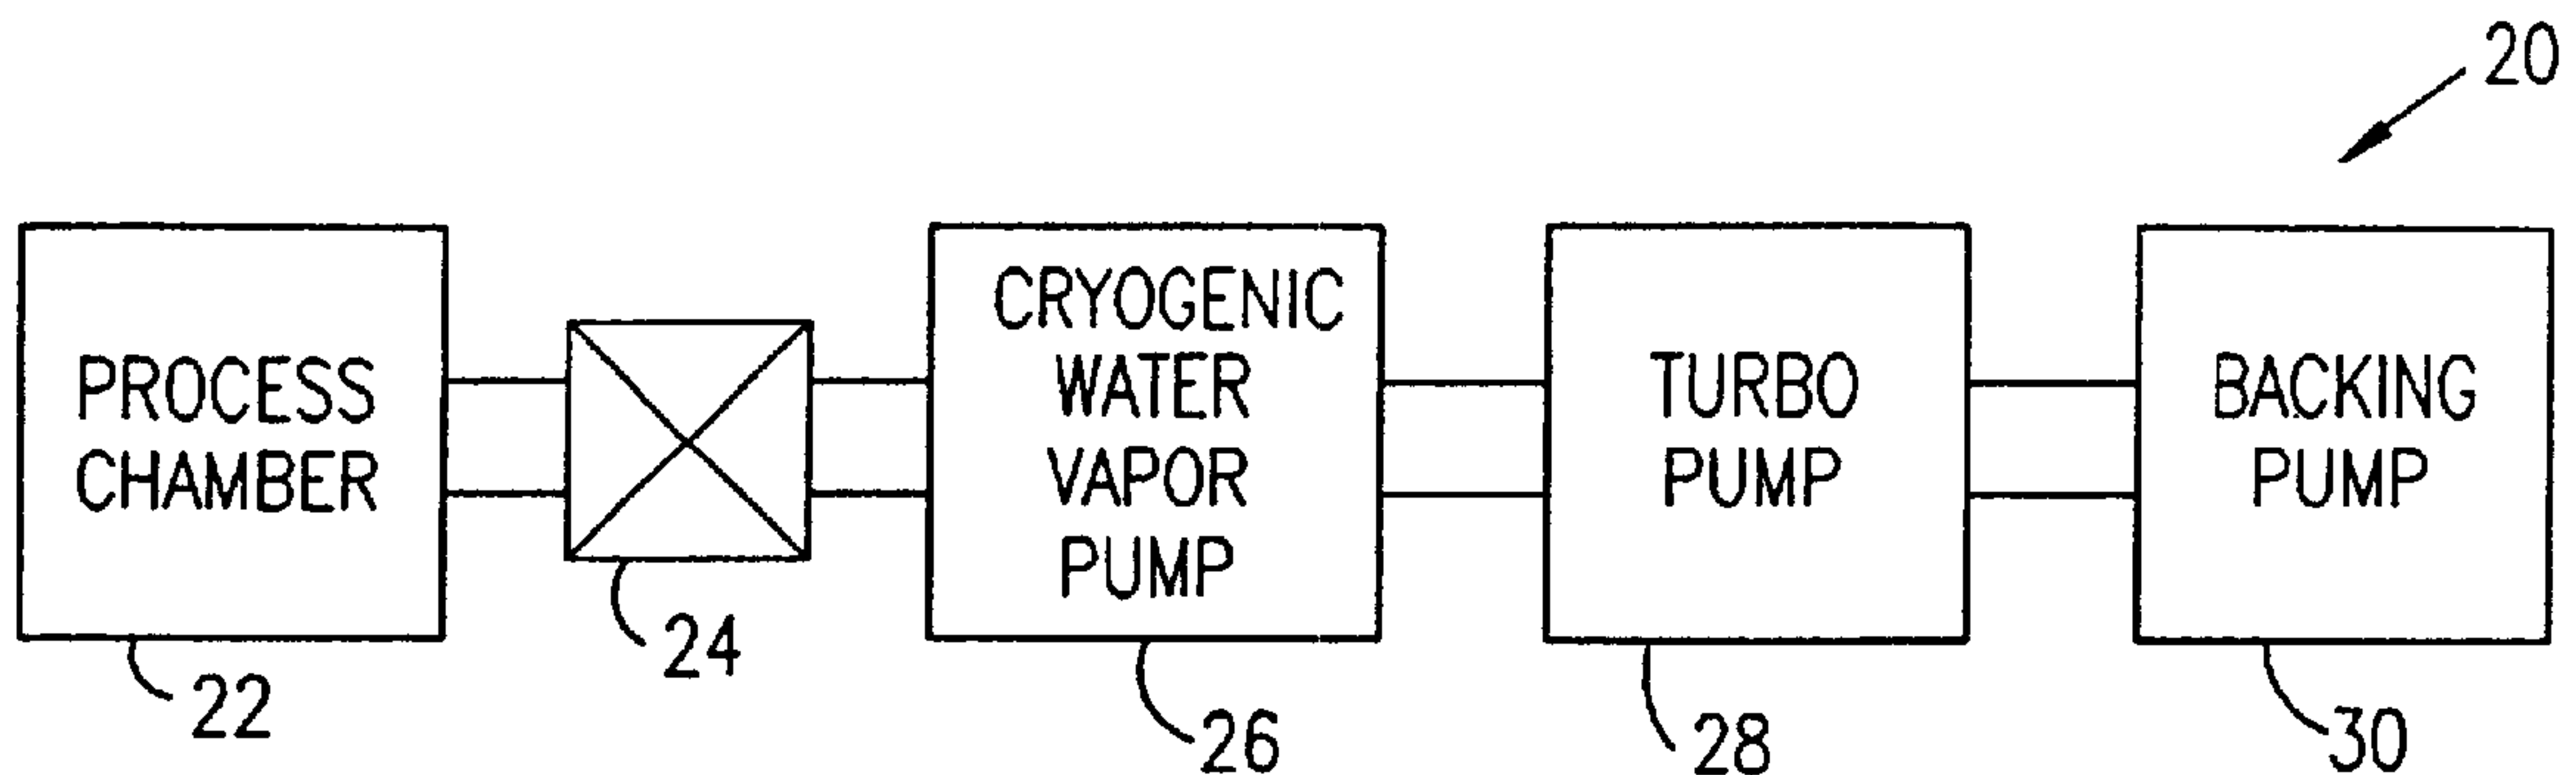 20
PROCESS
CHAMBER
CRYOGENIC
WATER
VAPOR
PUMP
TURBO
PUMP
BACKING
PUMP
22
24
26
28
30